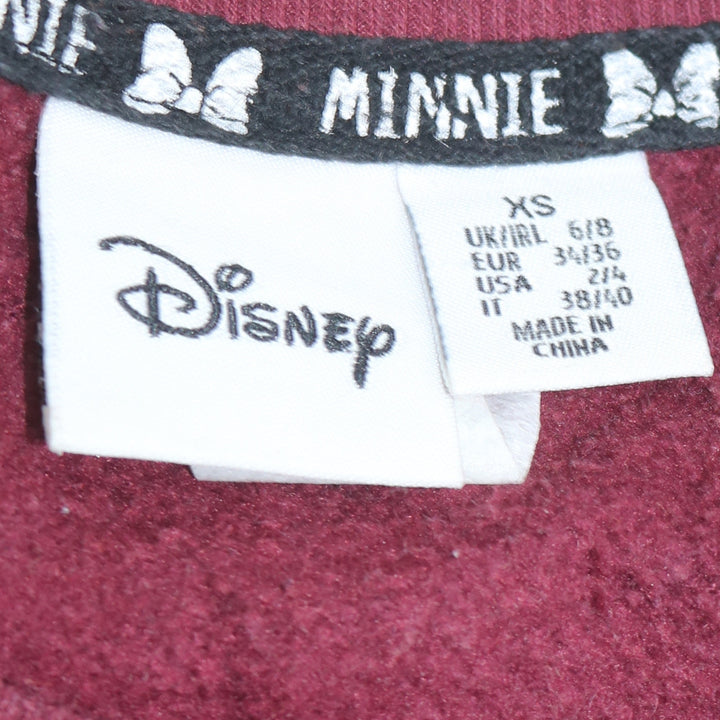 NIE MINNIE
DISNEY
XS
UK/IRL 6/8
EUR 34/36
USA 2/4
IT 38/40
MADE IN
CHINA